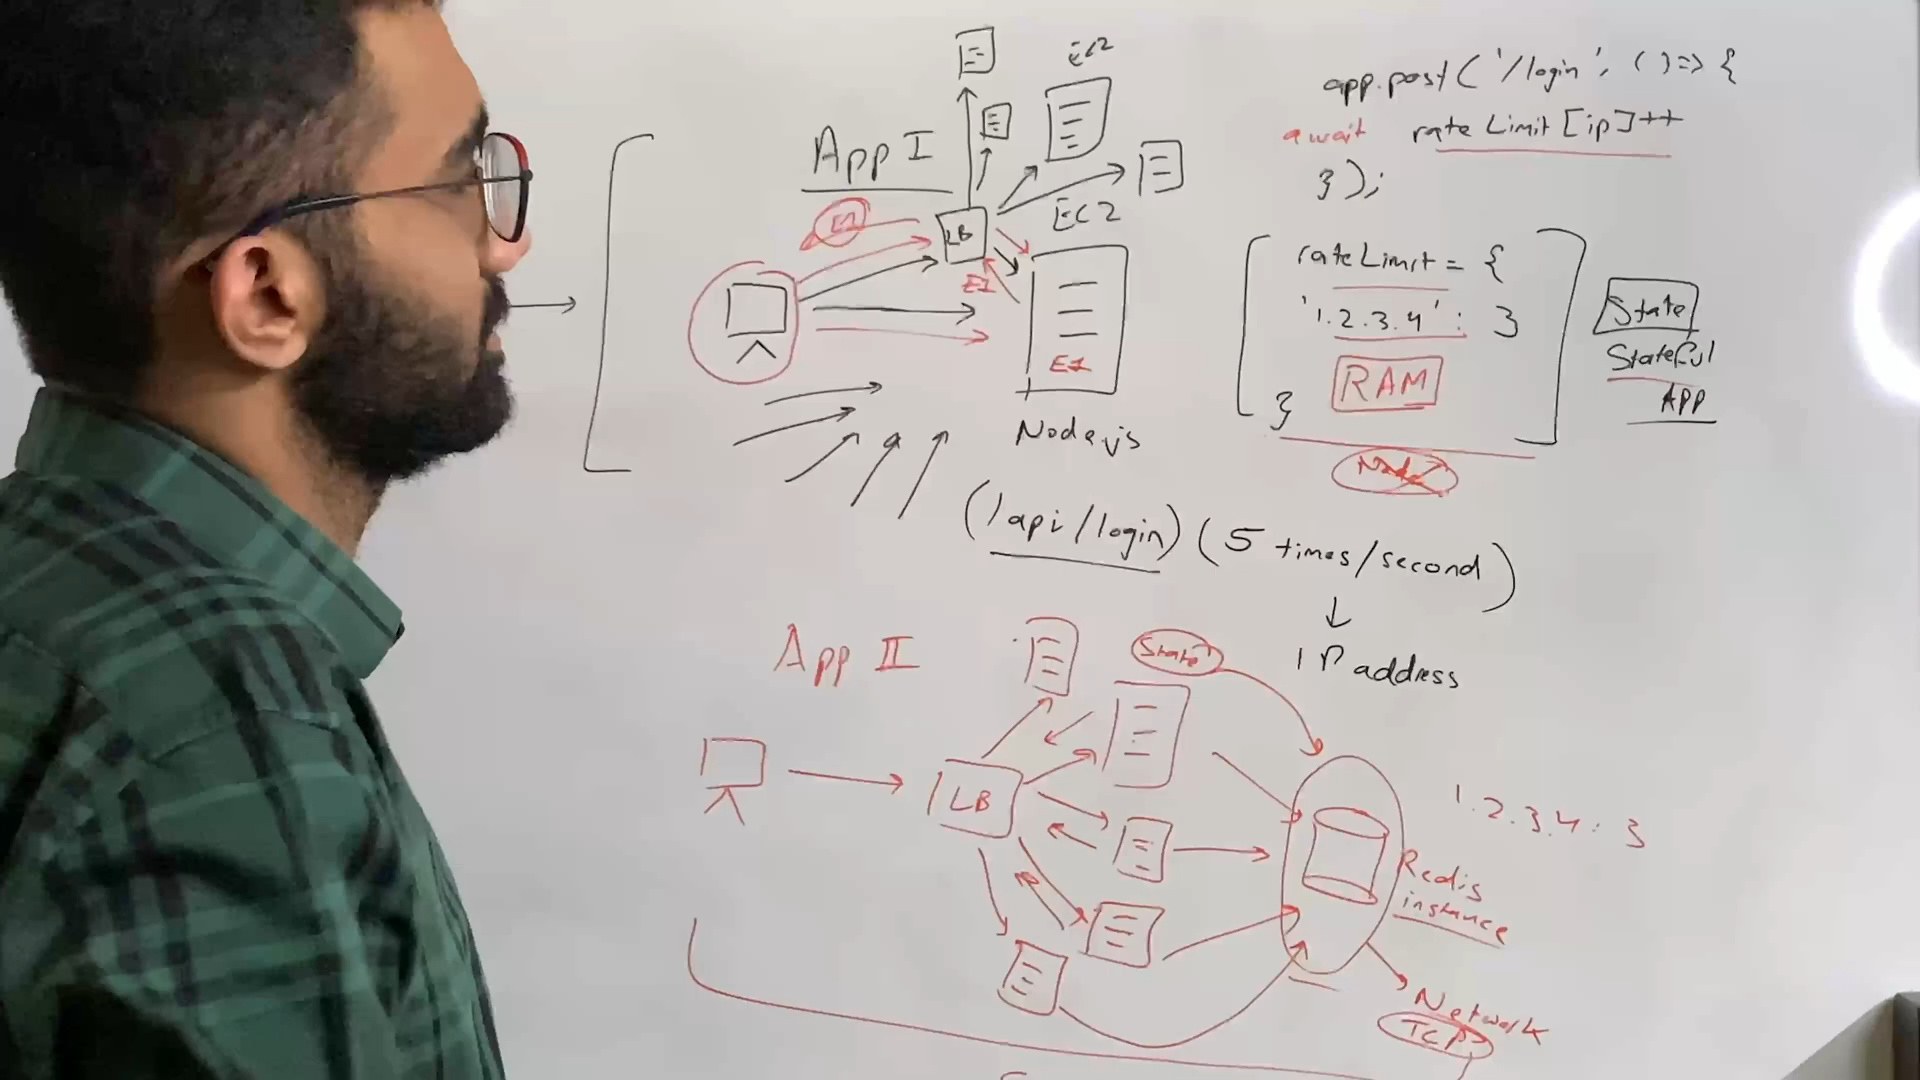 EC2
App I
LB
EC2
E1
E1
Node.js
app.post('/login', () => {
await rateLimit[ip]++
});
rateLimit = {
'1.2.3.4': 3
RAM
}
State
Stateful
APP
(/api/login) (5 times/second)
↓
IP address
App II
State
LB
1.2.3.4: 3
Redis
instance
Network
TCP